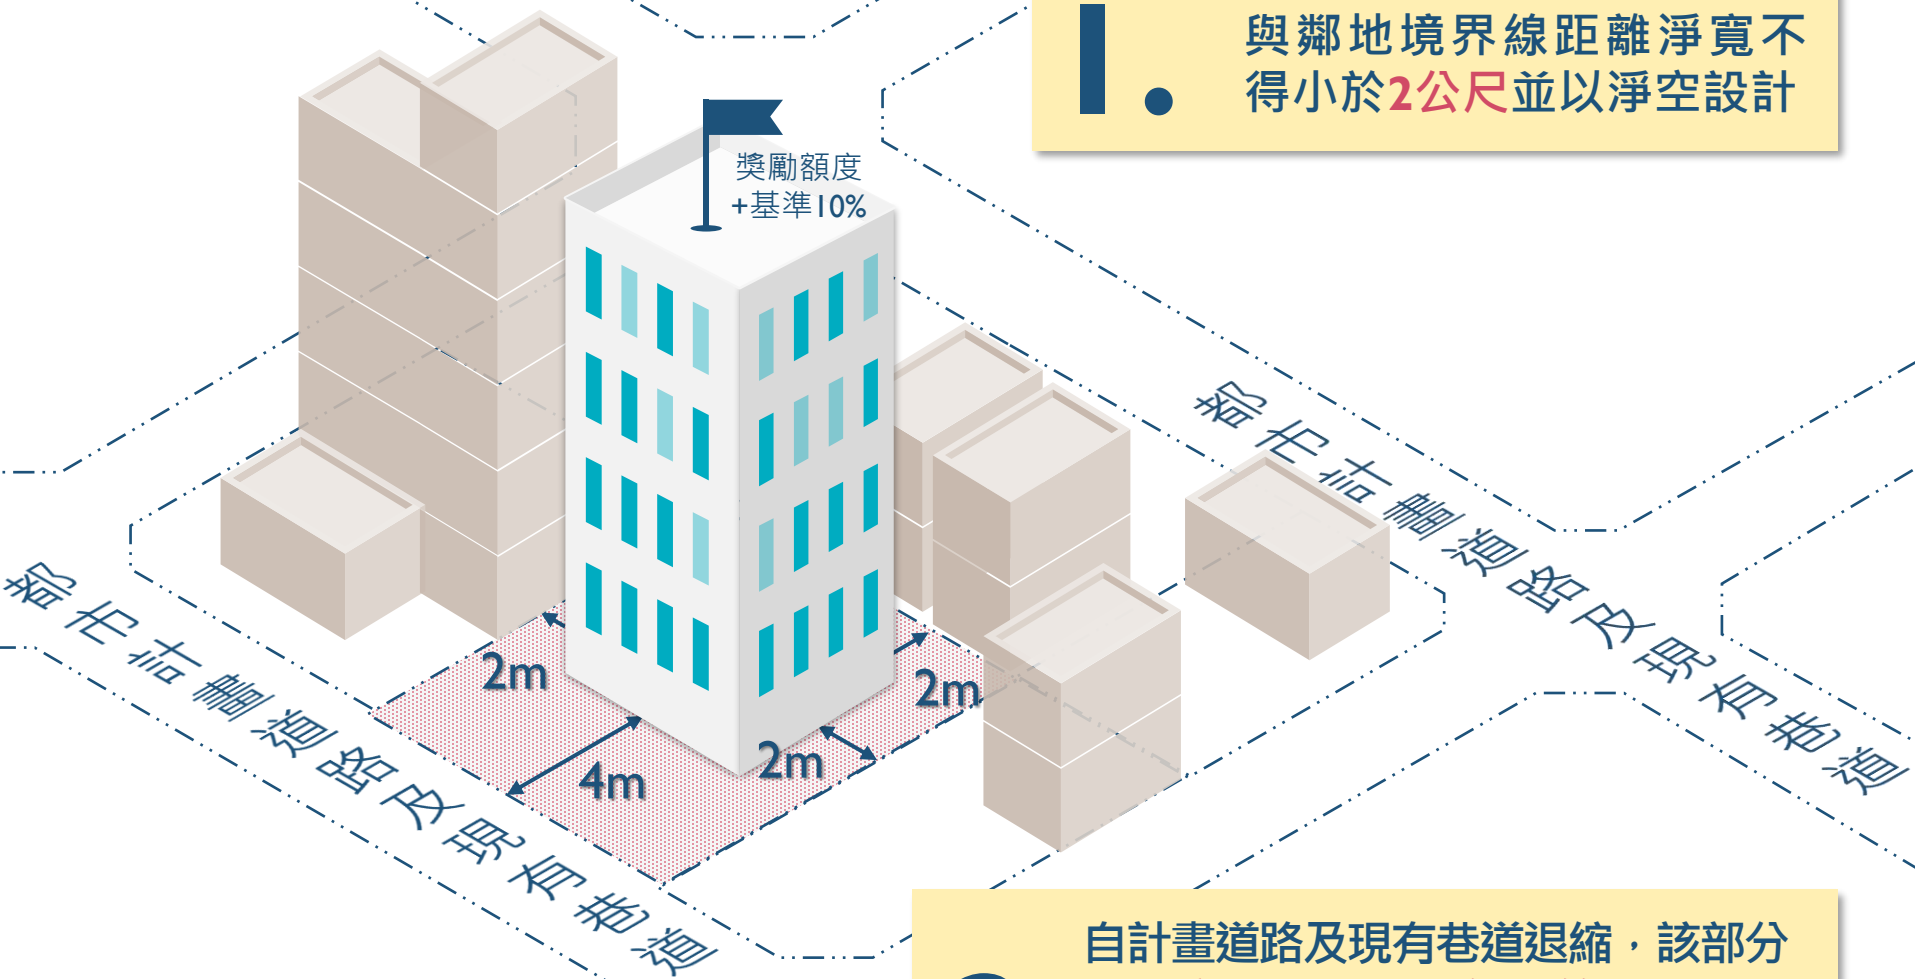 1.
與鄰地境界線距離淨寬不
得小於2公尺並以淨空設計
獎勵額度
+基準10%
都市計畫道路及現有巷道
都市計畫道路及現有巷道
2m
2m
2m
4m
自計畫道路及現有巷道退縮，該部分